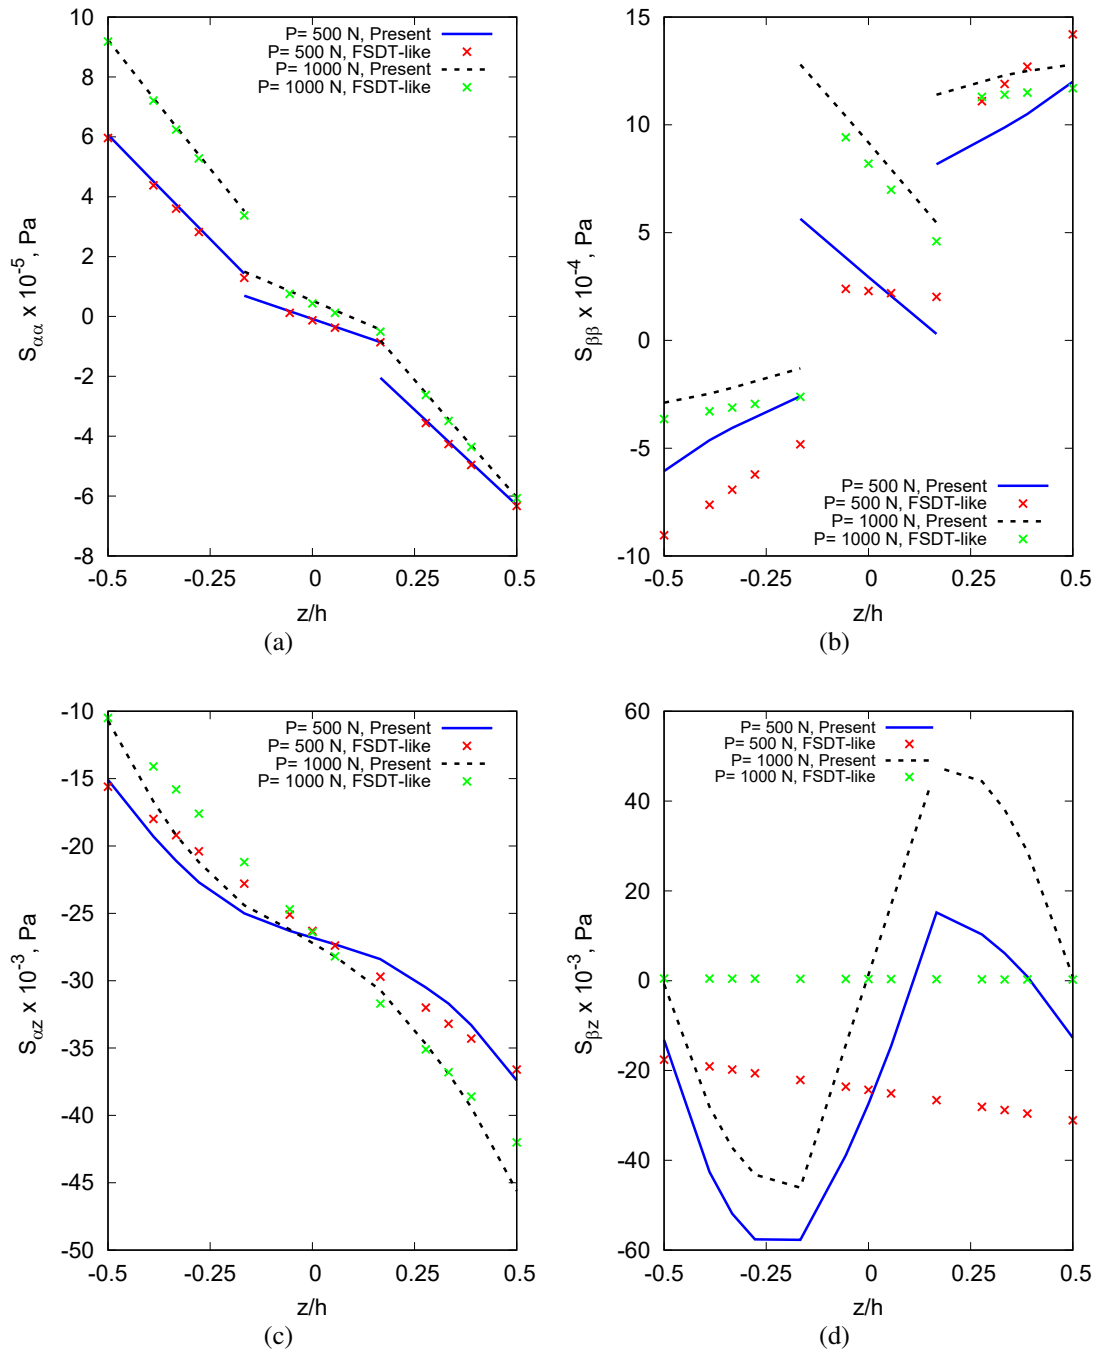 P= 500 N, Present
P= 500 N, FSDT-like
P= 1000 N, Present
P= 1000 N, FSDT-like
10
8
6
4
2
0
-2
-4
-6
-8
-0.5
-0.25
0
0.25
0.5
S_αα x 10^-5, Pa
z/h
(a)
15
10
5
0
-5
-10
-0.5
-0.25
0
0.25
0.5
S_ββ x 10^-4, Pa
P= 500 N, Present
P= 500 N, FSDT-like
P= 1000 N, Present
P= 1000 N, FSDT-like
z/h
(b)
P= 500 N, Present
P= 500 N, FSDT-like
P= 1000 N, Present
P= 1000 N, FSDT-like
-10
-15
-20
-25
-30
-35
-40
-45
-50
-0.5
-0.25
0
0.25
0.5
S_αz x 10^-3, Pa
z/h
(c)
P= 500 N, Present
P= 500 N, FSDT-like
P= 1000 N, Present
P= 1000 N, FSDT-like
60
40
20
0
-20
-40
-60
-0.5
-0.25
0
0.25
0.5
S_βz x 10^-3, Pa
z/h
(d)